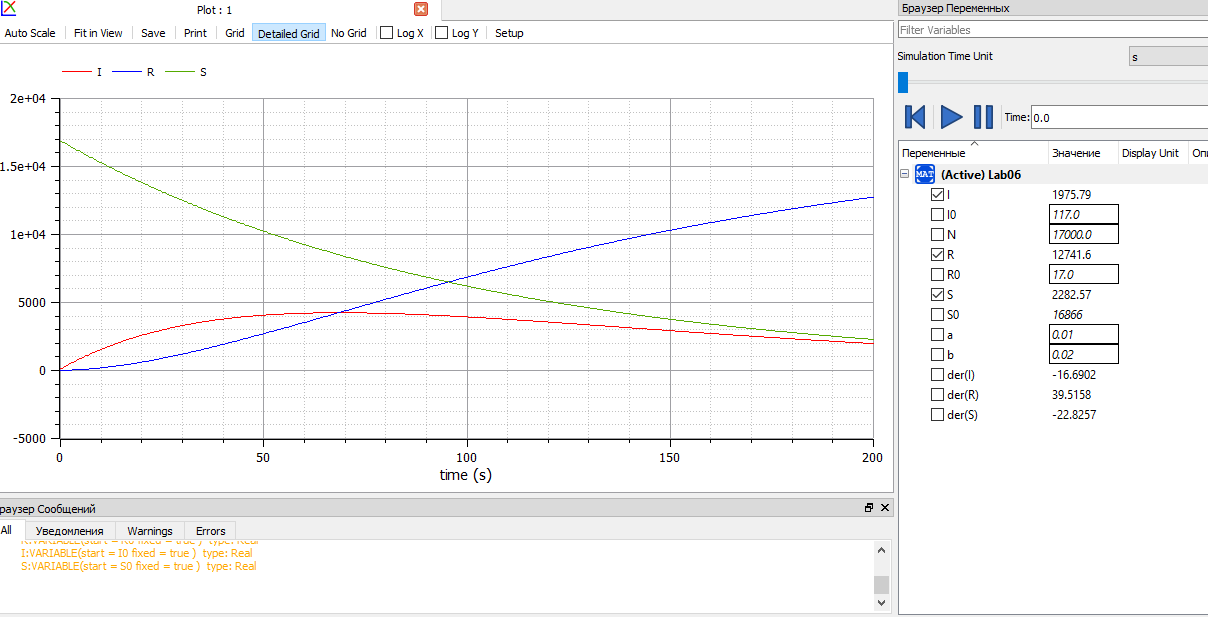 Plot : 1
Auto Scale Fit in View Save Print Grid Detailed Grid No Grid Log X Log Y Setup
I R S
2e+04
1.5e+04
1e+04
5000
0
-5000
0 50 100 150 200
time (s)
раузер Сообщений
All Уведомления Warnings Errors
I:VARIABLE(start = I0 fixed = true ) type: Real
S:VARIABLE(start = S0 fixed = true ) type: Real
Браузер Переменных
Filter Variables
Simulation Time Unit s
Time: 0.0
Переменные Значение Display Unit Опи
MAT (Active) Lab06
I 1975.79
I0 117.0
N 17000.0
R 12741.6
R0 17.0
S 2282.57
S0 16866
a 0.01
b 0.02
der(I) -16.6902
der(R) 39.5158
der(S) -22.8257